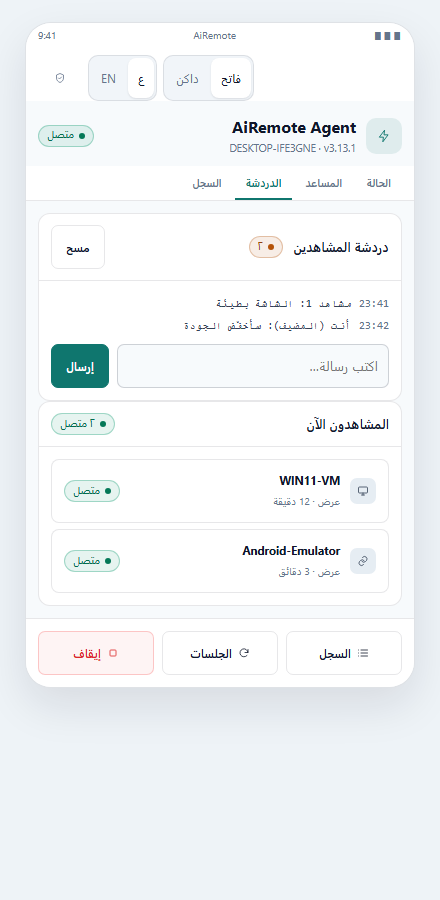 9:41 AiRemote
فاتح داكن ع EN
AiRemote Agent
متصل
DESKTOP-IFE3GNE · v3.13.1
الحالة المساعد الدردشة السجل
دردشة المشاهدين ٢ مسح
23:41 مشاهد 1: الشاشة بطيئة
23:42 أنت (المضيف): سأخفض الجودة
اكتب رسالة... إرسال
المشاهدون الآن ٢ متصل
WIN11-VM
متصل
عرض · 12 دقيقة
Android-Emulator
متصل
عرض · 3 دقائق
السجل الجلسات إيقاف